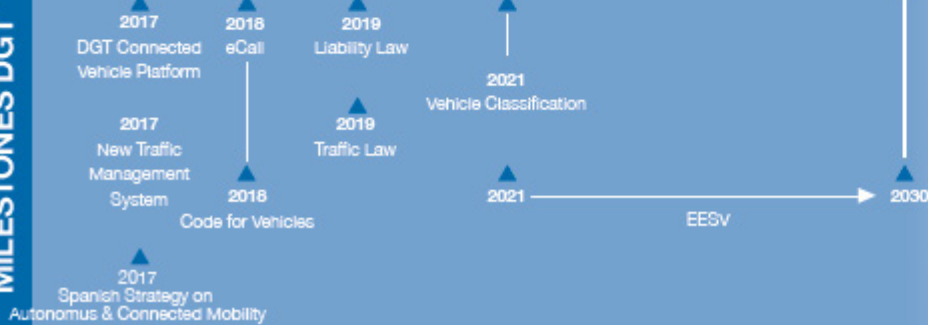 MILESTONES DGT
2017
DGT Connected
Vehicle Platform
2018
eCall
2019
Liability Law
2021
Vehicle Classification
2017
New Traffic
Management
System
2019
Traffic Law
2018
Code for Vehicles
2021
EESV
2030
2017
Spanish Strategy on
Autonomus & Connected Mobility